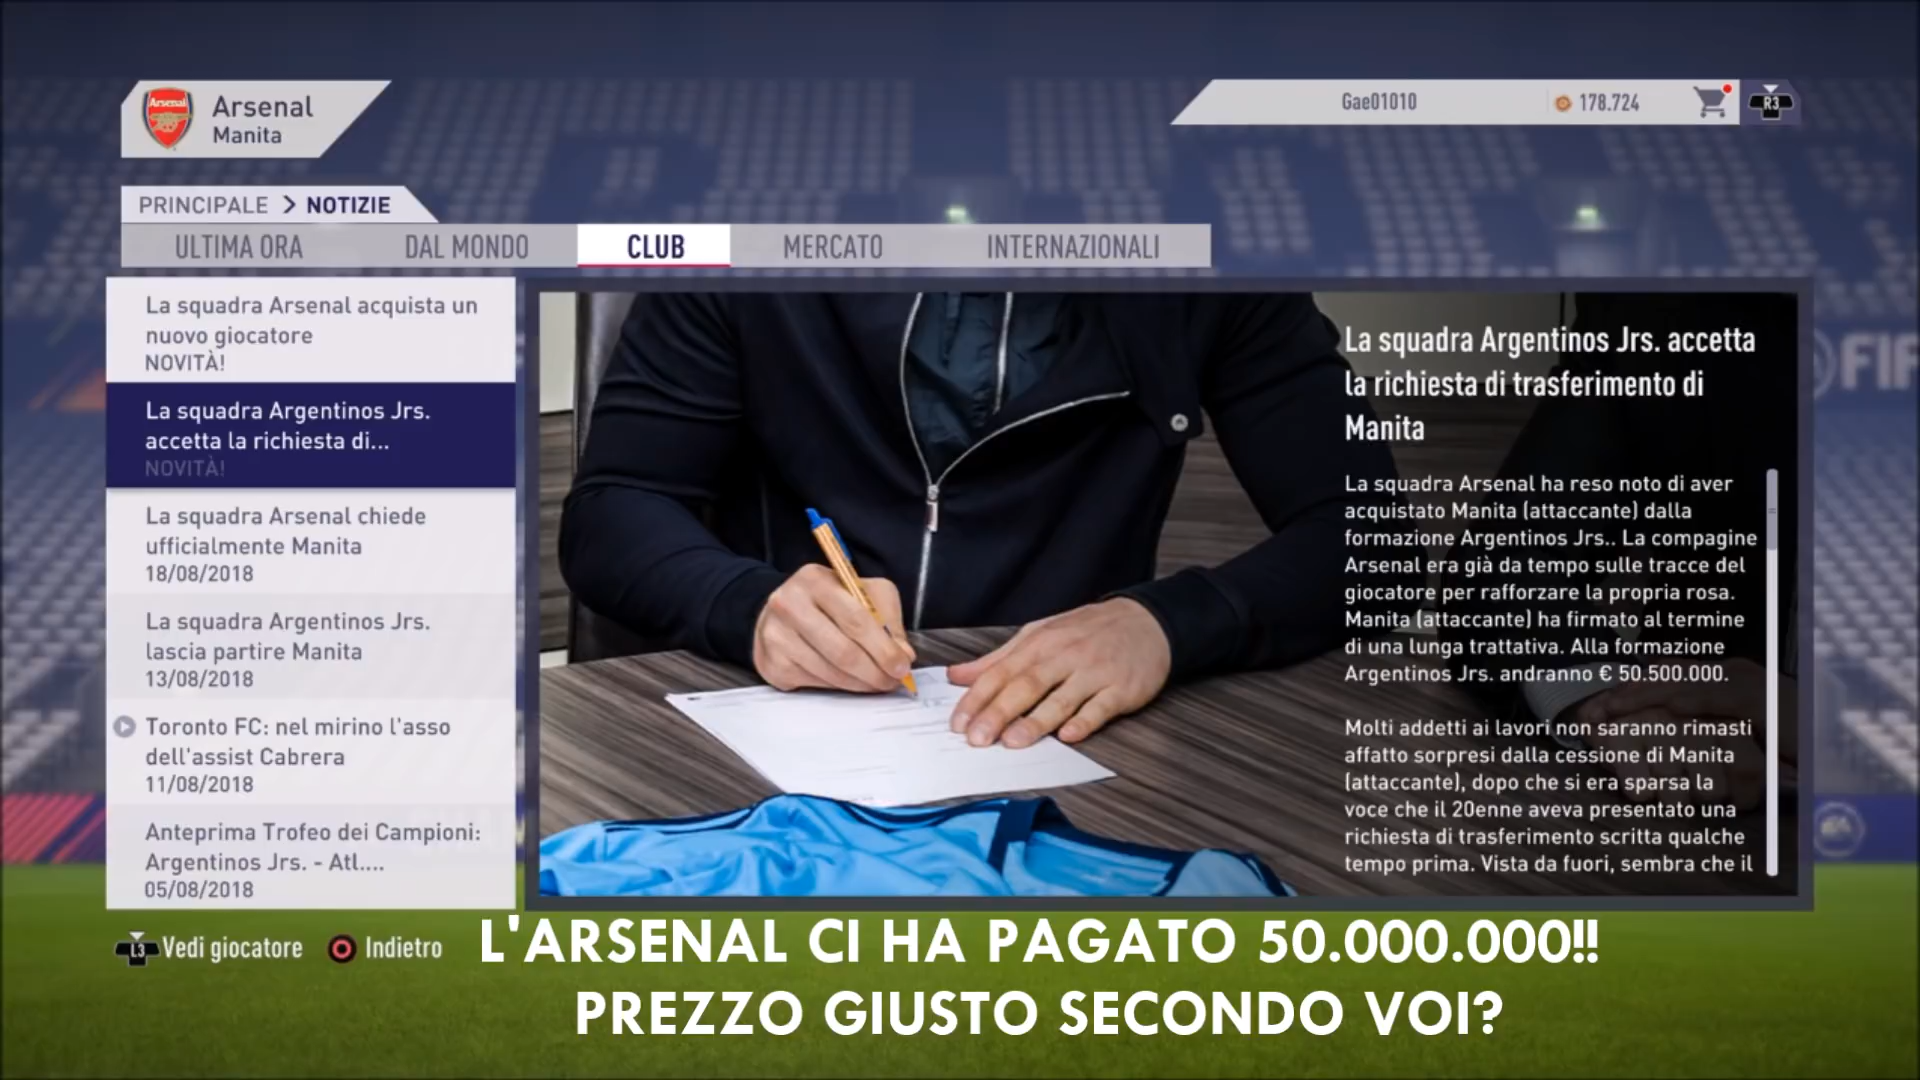 Arsenal
Arsenal
Manita
Gae01010
178.724
R3
PRINCIPALE > NOTIZIE
ULTIMA ORA
DAL MONDO
CLUB
MERCATO
INTERNAZIONALI
La squadra Arsenal acquista un
nuovo giocatore
NOVITÀ!
La squadra Argentinos Jrs.
accetta la richiesta di...
NOVITÀ!
La squadra Arsenal chiede
ufficialmente Manita
18/08/2018
La squadra Argentinos Jrs.
lascia partire Manita
13/08/2018
Toronto FC: nel mirino l'asso
dell'assist Cabrera
11/08/2018
Anteprima Trofeo dei Campioni:
Argentinos Jrs. - Atl....
05/08/2018
La squadra Argentinos Jrs. accetta
la richiesta di trasferimento di
Manita
La squadra Arsenal ha reso noto di aver
acquistato Manita (attaccante) dalla
formazione Argentinos Jrs.. La compagine
Arsenal era già da tempo sulle tracce del
giocatore per rafforzare la propria rosa.
Manita (attaccante) ha firmato al termine
di una lunga trattativa. Alla formazione
Argentinos Jrs. andranno € 50.500.000.
Molti addetti ai lavori non saranno rimasti
affatto sorpresi dalla cessione di Manita
(attaccante), dopo che si era sparsa la
voce che il 20enne aveva presentato una
richiesta di trasferimento scritta qualche
tempo prima. Vista da fuori, sembra che il
FIF
EA
L3 Vedi giocatore
Indietro
L'ARSENAL CI HA PAGATO 50.000.000!!
PREZZO GIUSTO SECONDO VOI?